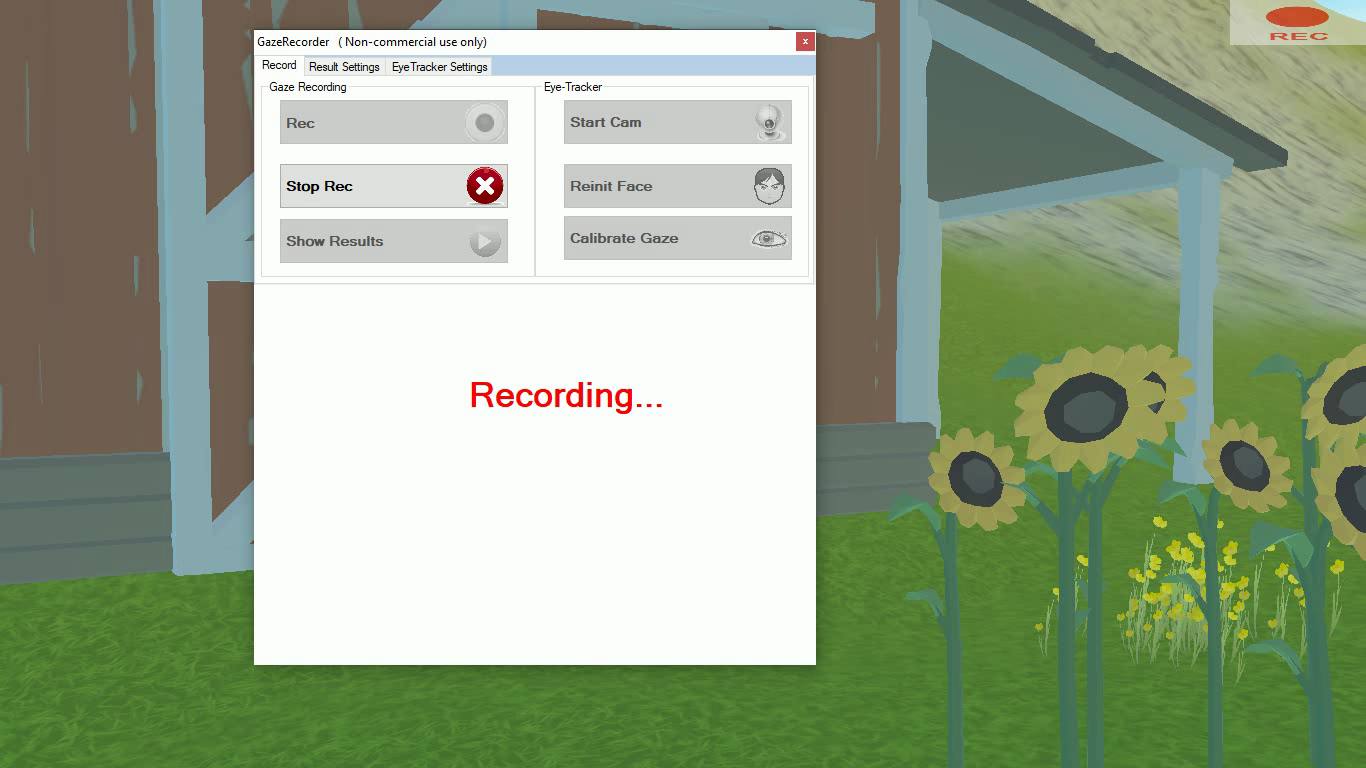 REC
GazeRecorder ( Non-commercial use only)
x
Record Result Settings EyeTracker Settings
Gaze Recording
Rec
Stop Rec
Show Results
Eye-Tracker
Start Cam
Reinit Face
Calibrate Gaze
Recording...